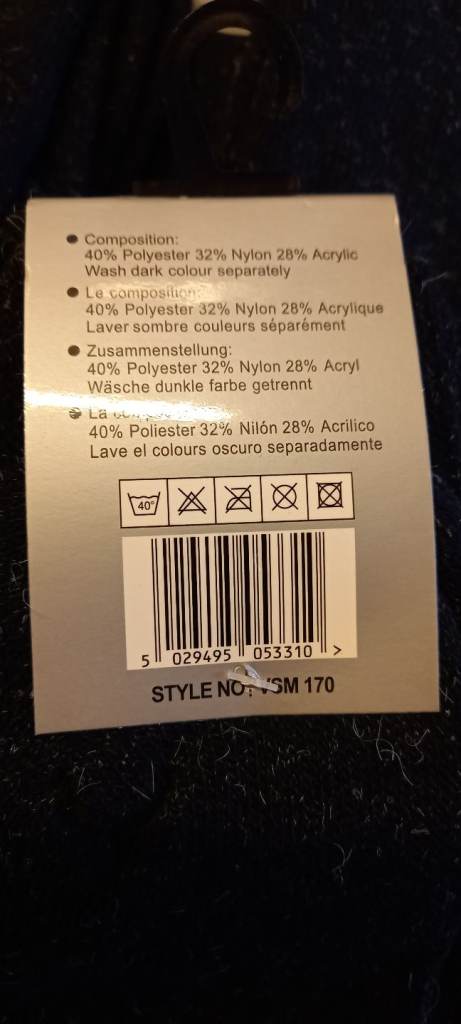 Composition:
40% Polyester 32% Nylon 28% Acrylic
Wash dark colour separately
Le composition:
40% Polyester 32% Nylon 28% Acrylique
Laver sombre couleurs séparément
Zusammenstellung:
40% Polyester 32% Nylon 28% Acryl
Wäsche dunkle farbe getrennt
La
40% Poliester 32% Nilón 28% Acrilico
Lave el colours oscuro separadamente
40°
5 029495 053310 >
STYLE NO: VSM 170